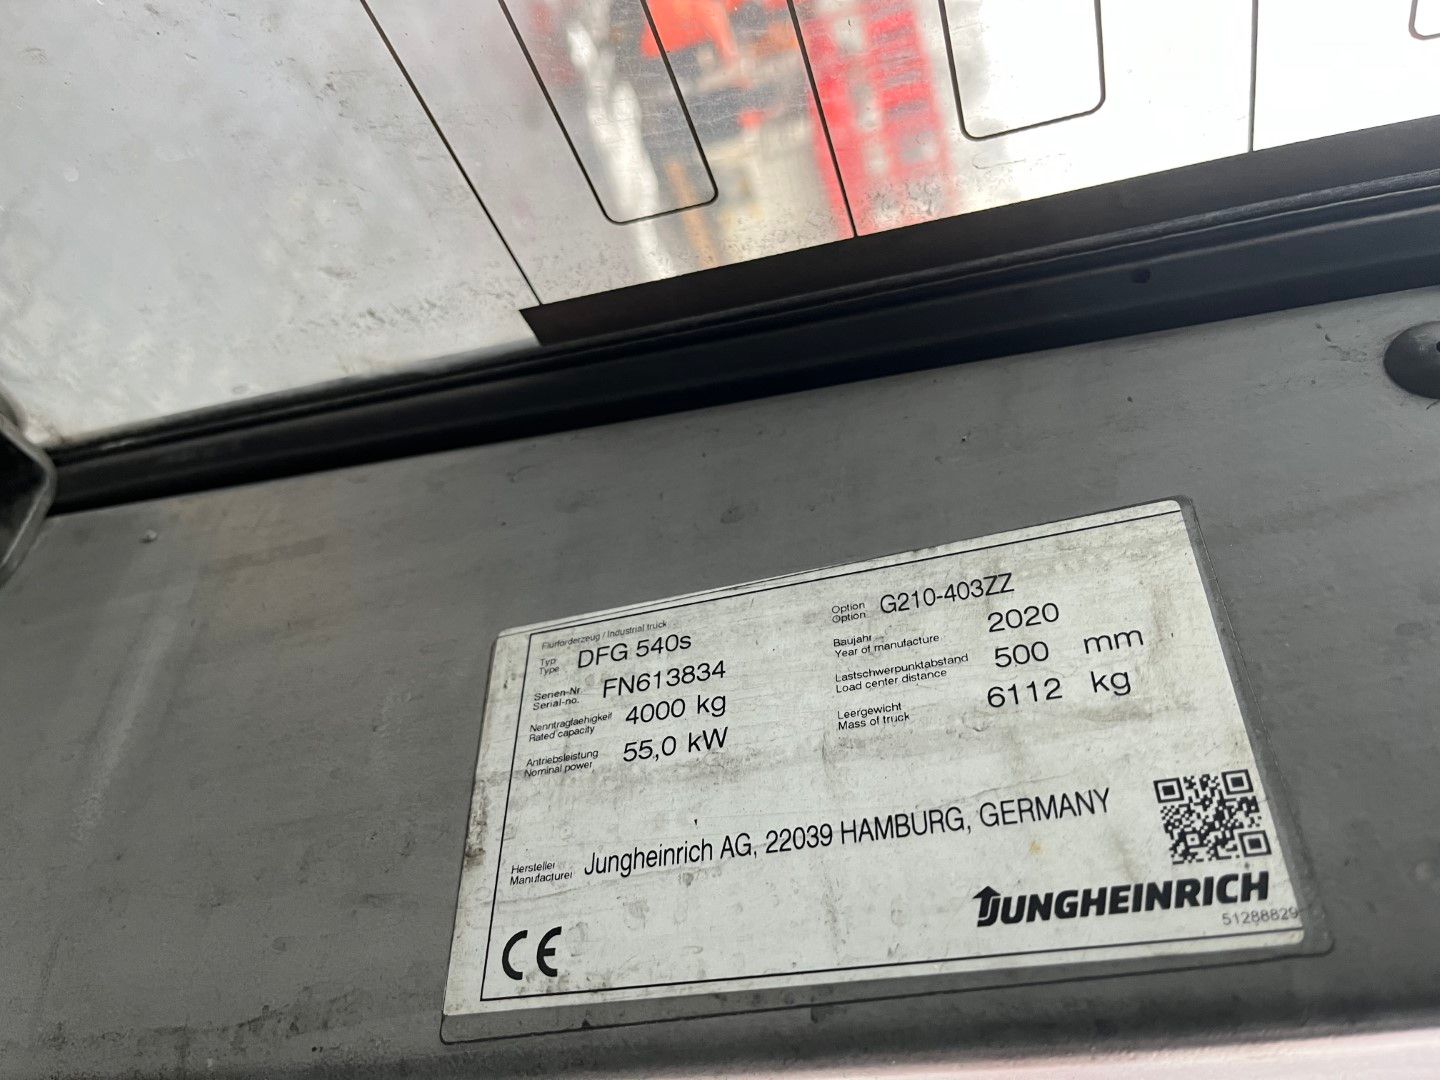 Flurförderzeug / Industrial truck
Typ
Type
DFG 540s
Option
Option
G210-403ZZ
Serien-Nr.
Serial-no.
FN613834
Baujahr
Year of manufacture
2020
Nenntragfaehigkeit
Rated capacity
4000 kg
Lastschwerpunktabstand
Load center distance
500 mm
Antriebsleistung
Nominal power
55,0 kW
Leergewicht
Mass of truck
6112 kg
Hersteller
Manufacturer
Jungheinrich AG, 22039 HAMBURG, GERMANY
JUNGHEINRICH
51288829
CE